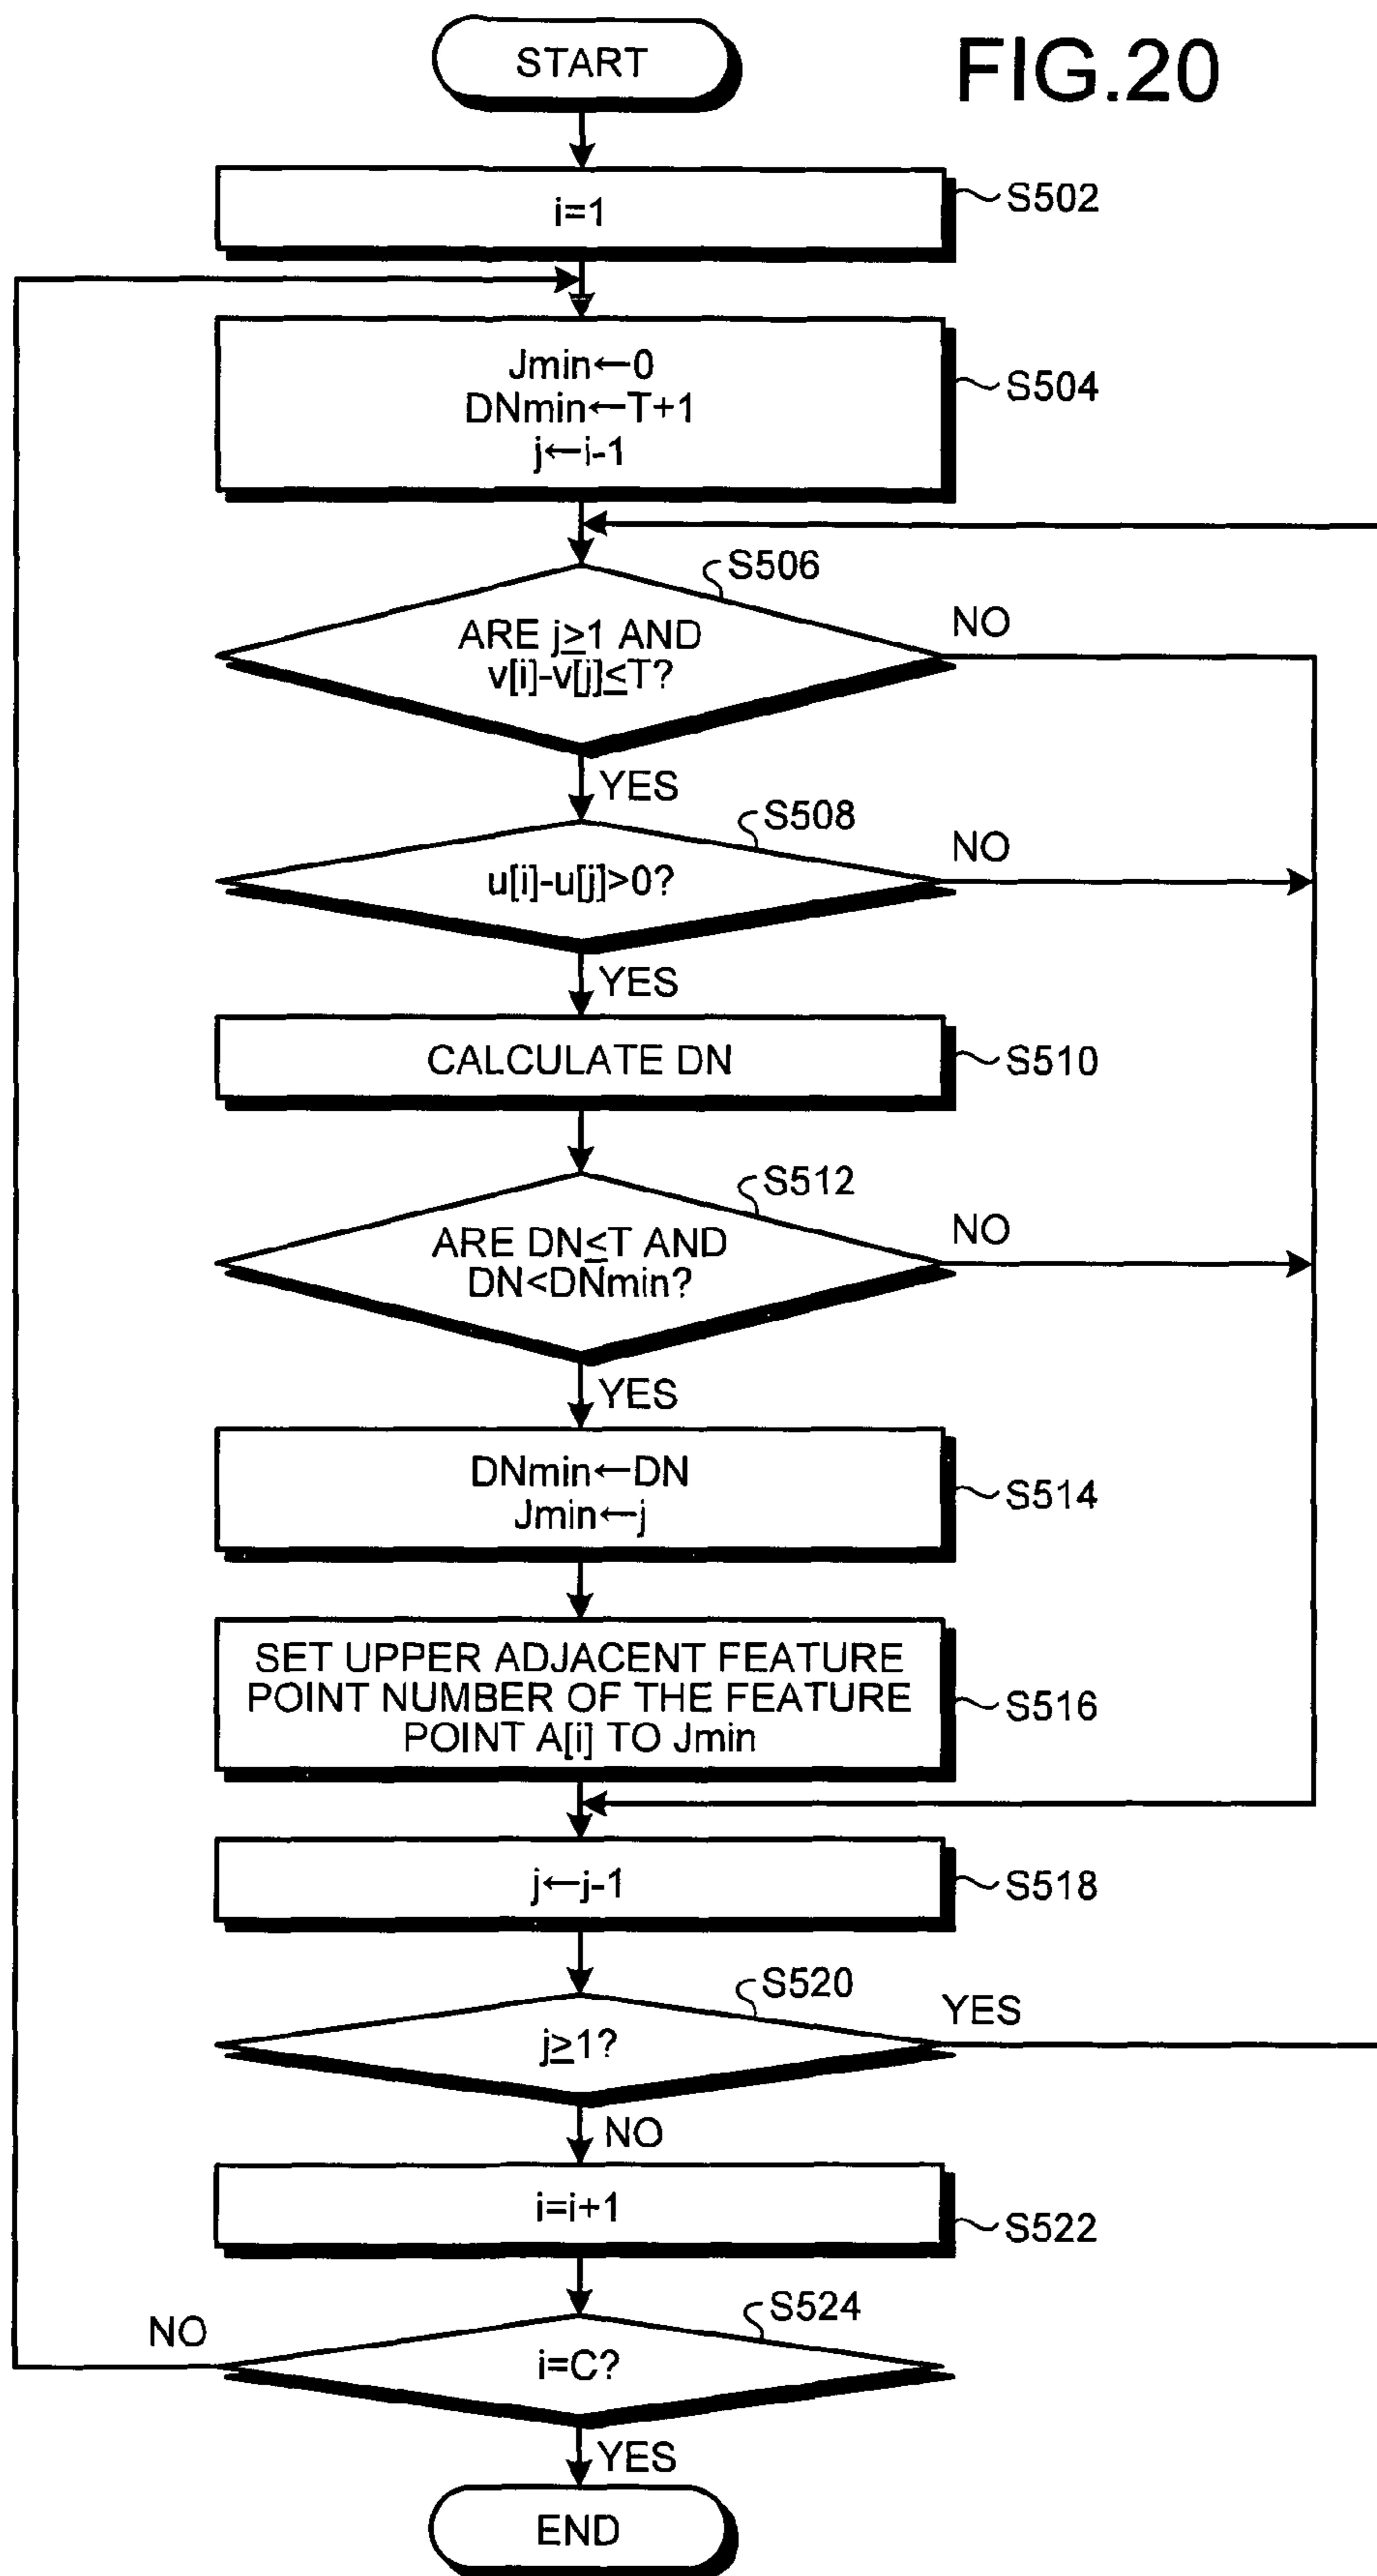 FIG.20
START
i=1
S502
Jmin←0
DNmin←T+1
j←i-1
S504
S506
ARE j≥1 AND
v[i]-v[j]≤T?
NO
YES
S508
u[i]-u[j]>0?
NO
YES
CALCULATE DN
S510
S512
ARE DN≤T AND
DN<DNmin?
NO
YES
DNmin←DN
Jmin←j
S514
SET UPPER ADJACENT FEATURE
POINT NUMBER OF THE FEATURE
POINT A[i] TO Jmin
S516
j←j-1
S518
S520
j≥1?
YES
NO
i=i+1
S522
S524
i=C?
NO
YES
END